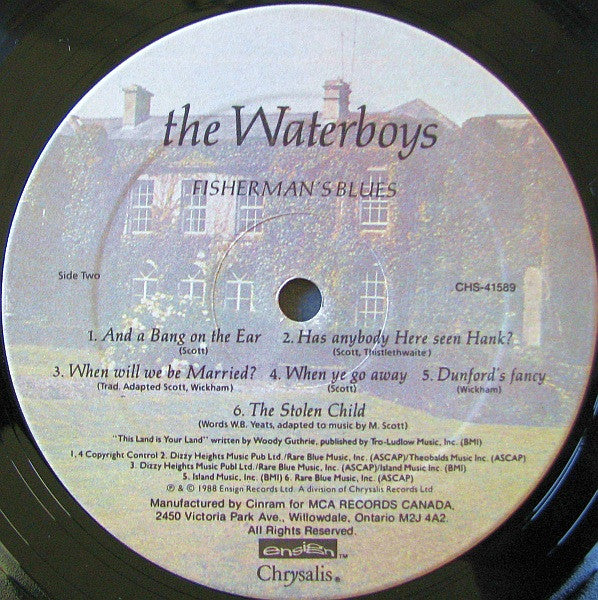 the Waterboys
FISHERMAN'S BLUES
Side Two
CHS-41589
1. And a Bang on the Ear 2. Has anybody Here seen Hank?
(Scott) (Scott, Thistlethwaite)
3. When will we be Married? 4. When ye go away 5. Dunford's fancy
(Trad. Adapted Scott, Wickham) (Scott) (Wickham)
6. The Stolen Child
(Words W.B. Yeats, adapted to music by M. Scott)
"This Land is Your Land" written by Woody Guthrie, published by Tro-Ludlow Music, Inc. (BMI)
1. 4 Copyright Control 2. Dizzy Heights Music Pub Ltd./Rare Blue Music, Inc. (ASCAP)/Theobalds Music Inc. (ASCAP)
3. Dizzy Heights Music Publ Ltd./Rare Blue Music, Inc. (ASCAP)/Island Music Inc. (BMI)
5. Island Music, Inc. (BMI) 6. Rare Blue Music, Inc. (ASCAP)
℗ & © 1988 Ensign Records Ltd. A division of Chrysalis Records Ltd
Manufactured by Cinram for MCA RECORDS CANADA.
2450 Victoria Park Ave., Willowdale, Ontario M2J 4A2.
All Rights Reserved.
ensign™
Chrysalis®